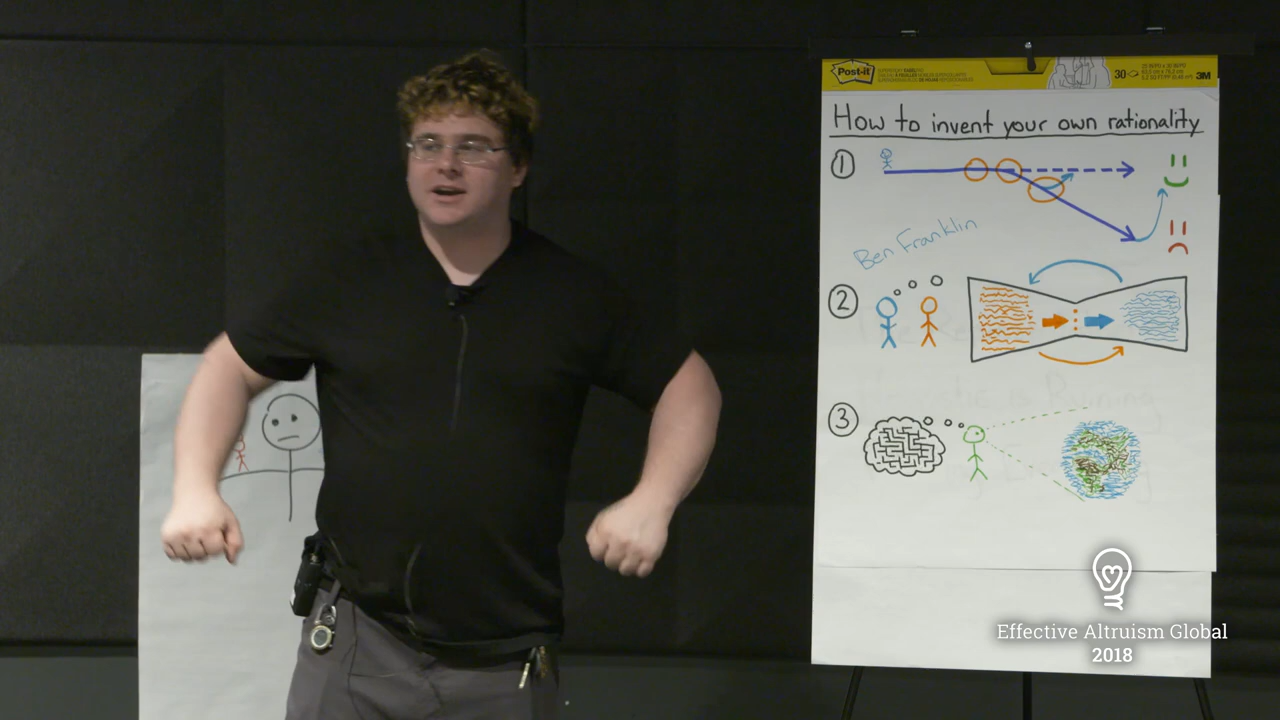 Post-it
30
3M
How to invent your own rationality
1
Ben Franklin
2
3
Effective Altruism Global
2018